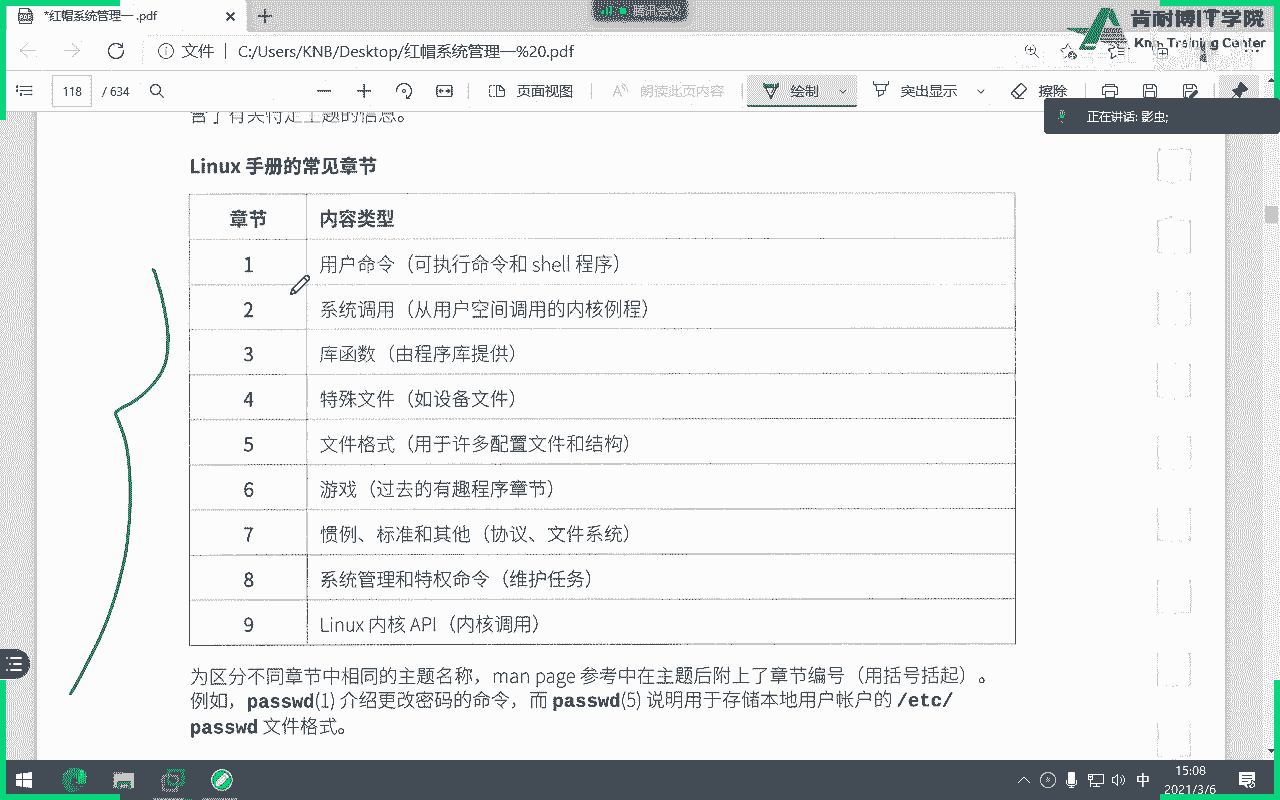 *红帽系统管理一 .pdf
腾讯会议
肯耐博IT学院
KnB Training Center
文件 C:/Users/KNB/Desktop/红帽系统管理一%20.pdf
118 / 634 页面视图 朗读此页内容 绘制 突出显示 擦除
正在讲话: 影虫;
含了有关特定主题的信息。
Linux 手册的常见章节
章节 内容类型
1 用户命令（可执行命令和 shell 程序）
2 系统调用（从用户空间调用的内核例程）
3 库函数（由程序库提供）
4 特殊文件（如设备文件）
5 文件格式（用于许多配置文件和结构）
6 游戏（过去的有趣程序章节）
7 惯例、标准和其他（协议、文件系统）
8 系统管理和特权命令（维护任务）
9 Linux 内核 API（内核调用）
为区分不同章节中相同的主题名称，man page 参考中在主题后附上了章节编号（用括号括起）。
例如，passwd(1) 介绍更改密码的命令，而 passwd(5) 说明用于存储本地用户帐户的 /etc/
passwd 文件格式。
中 15:08
2021/3/6